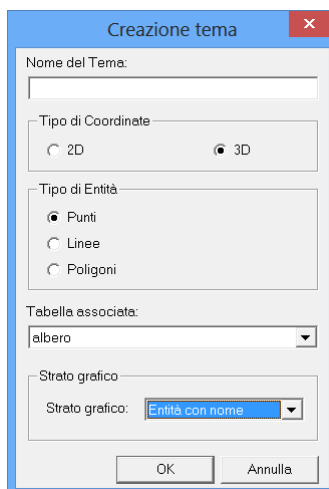 Creazione tema
Nome del Tema:
Tipo di Coordinate
2D 3D
Tipo di Entità
Punti
Linee
Poligoni
Tabella associata:
albero
Strato grafico
Strato grafico: Entità con nome
OK Annulla